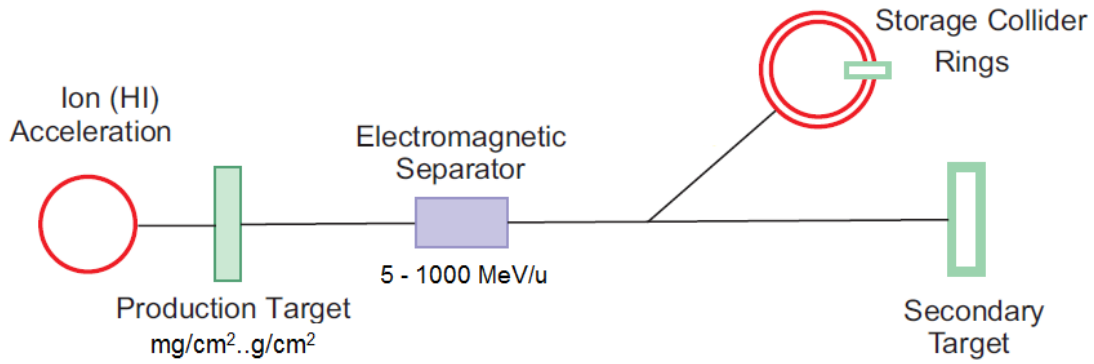 Storage Collider
Rings
Ion (HI)
Acceleration
Electromagnetic
Separator
5 - 1000 MeV/u
Production Target
mg/cm²..g/cm²
Secondary
Target